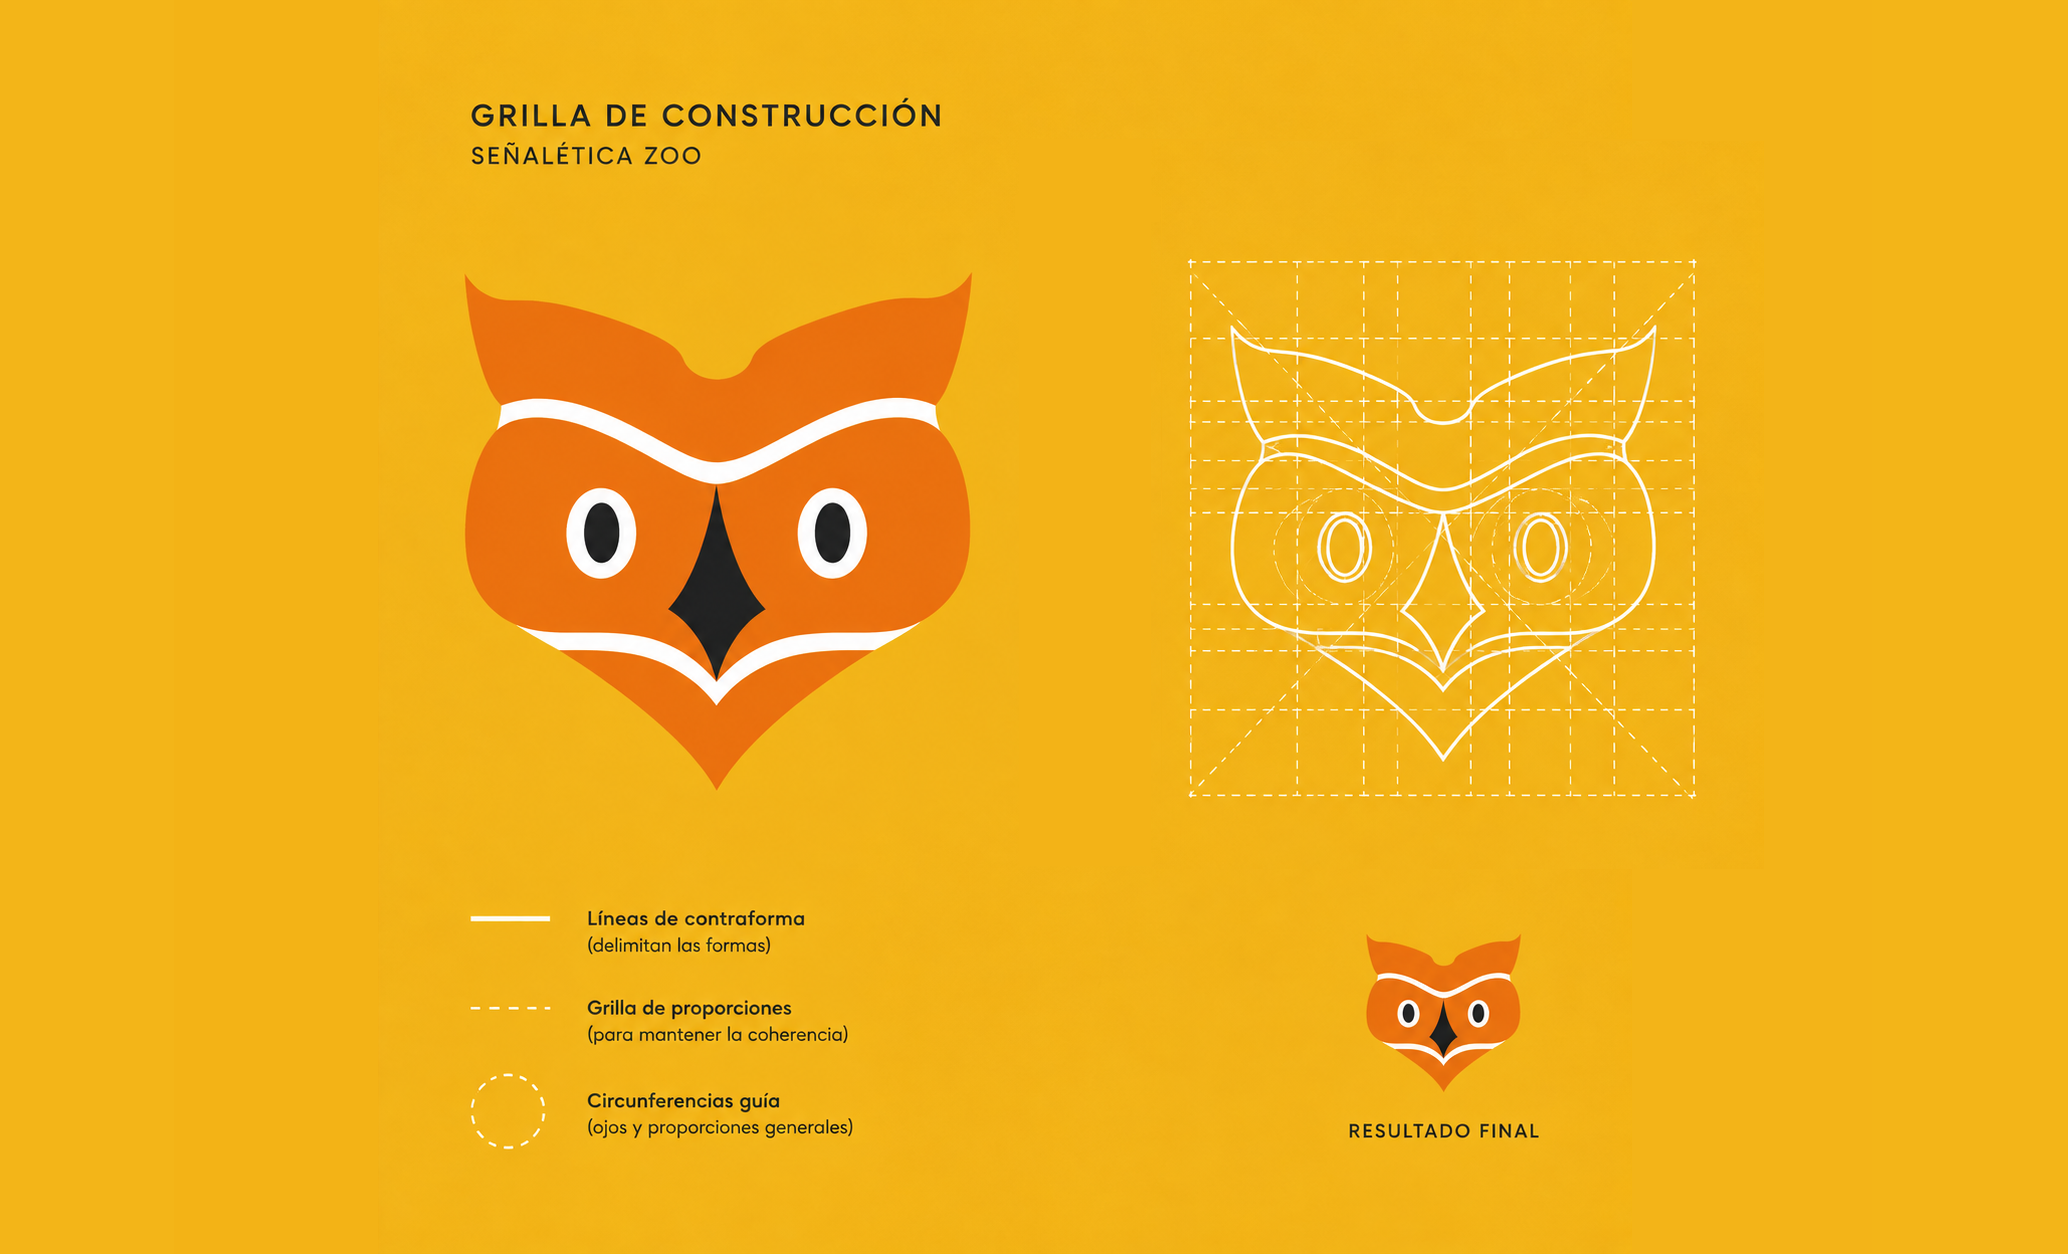 GRILLA DE CONSTRUCCIÓN
SEÑALÉTICA ZOO
Líneas de contraforma
(delimitan las formas)
Grilla de proporciones
(para mantener la coherencia)
Circunferencias guía
(ojos y proporciones generales)
RESULTADO FINAL